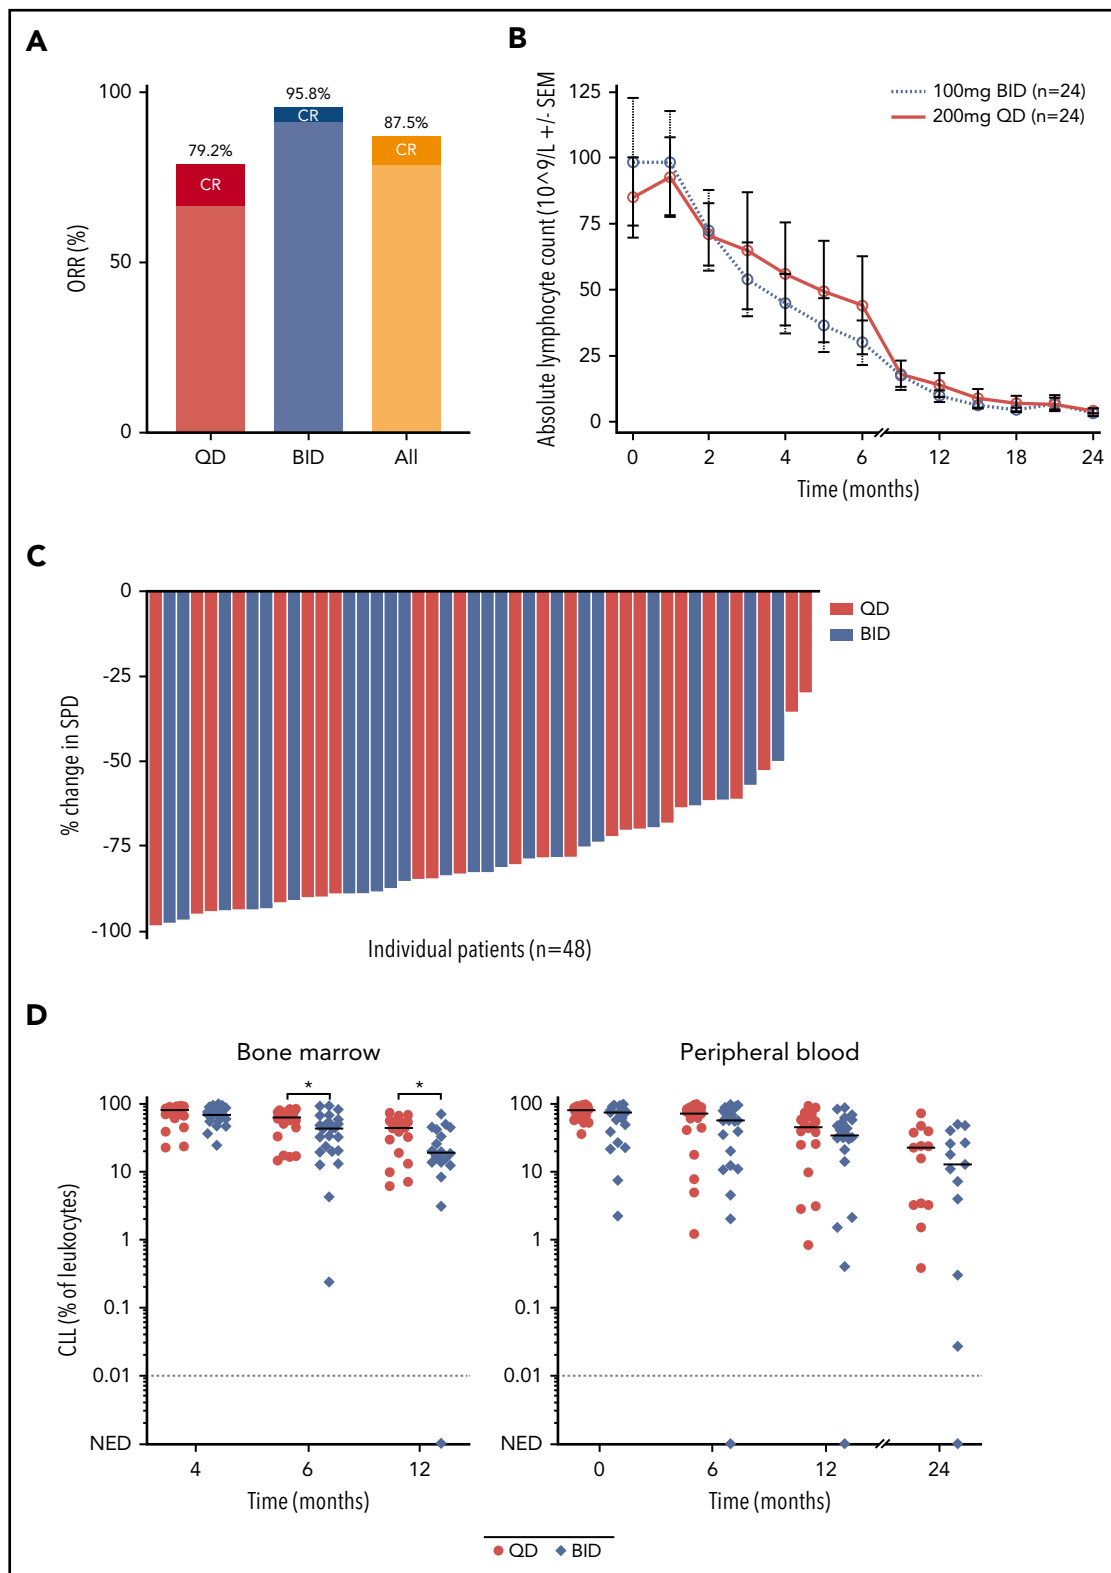 A
100
50
0
ORR (%)
79.2%
CR
95.8%
CR
87.5%
CR
QD
BID
All
B
125
100
75
50
25
0
Absolute lymphocyte count (10^9/L +/- SEM
100mg BID (n=24)
200mg QD (n=24)
0
2
4
6
12
18
24
Time (months)
C
0
-25
-50
-75
-100
% change in SPD
QD
BID
Individual patients (n=48)
D
Bone marrow
100
10
1
0.1
0.01
NED
CLL (% of leukocytes)
*
*
4
6
12
Time (months)
Peripheral blood
100
10
1
0.1
0.01
NED
0
6
12
24
Time (months)
QD
BID